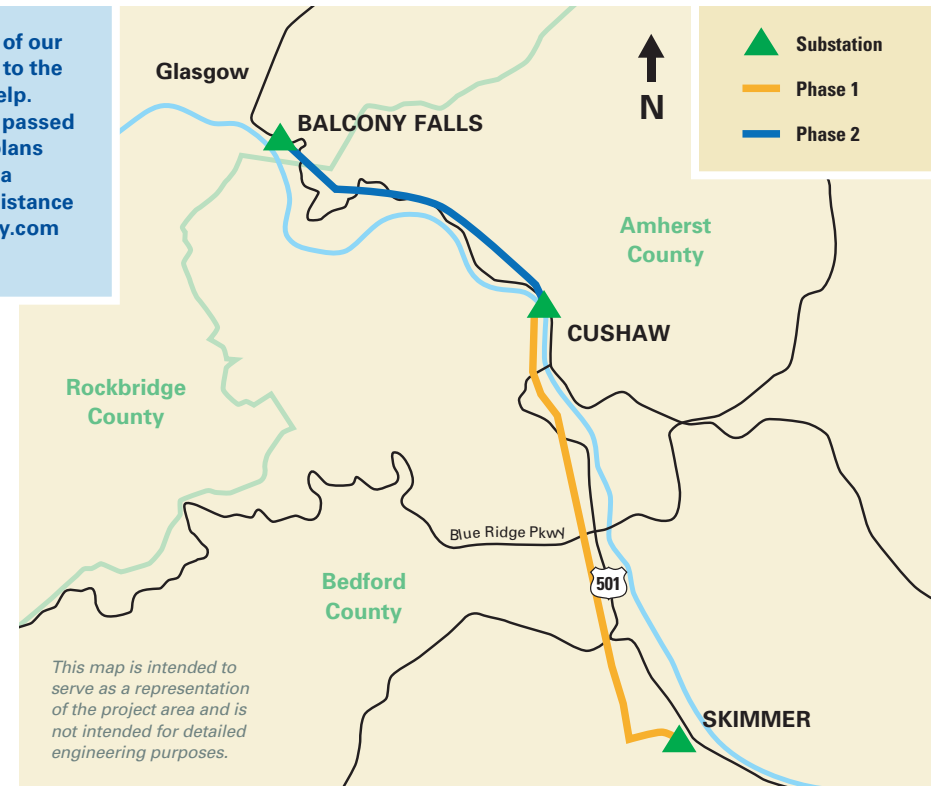 of our
to the
elp.
passed
plans
a
istance
y.com
Glasgow
BALCONY FALLS
N
Substation
Phase 1
Phase 2
Amherst
County
CUSHAW
Rockbridge
County
Blue Ridge Pkwy
501
Bedford
County
This map is intended to
serve as a representation
of the project area and is
not intended for detailed
engineering purposes.
SKIMMER